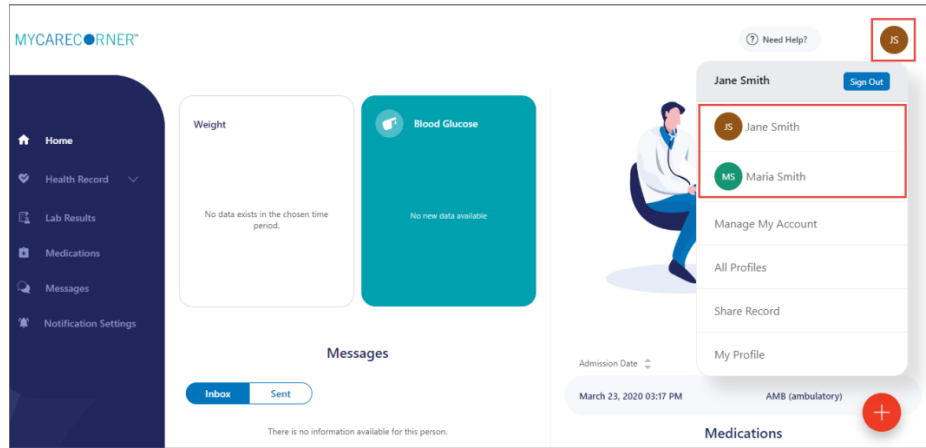 MYCARECORNER™
Need Help?
JS
Jane Smith
Sign Out
JS Jane Smith
MS Maria Smith
Manage My Account
All Profiles
Share Record
My Profile
Home
Health Record
Lab Results
Medications
Messages
Notification Settings
Weight
No data exists in the chosen time
period.
Blood Glucose
No new data available
Messages
Inbox Sent
There is no information available for this person.
Admission Date
March 23, 2020 03:17 PM AMB (ambulatory)
Medications